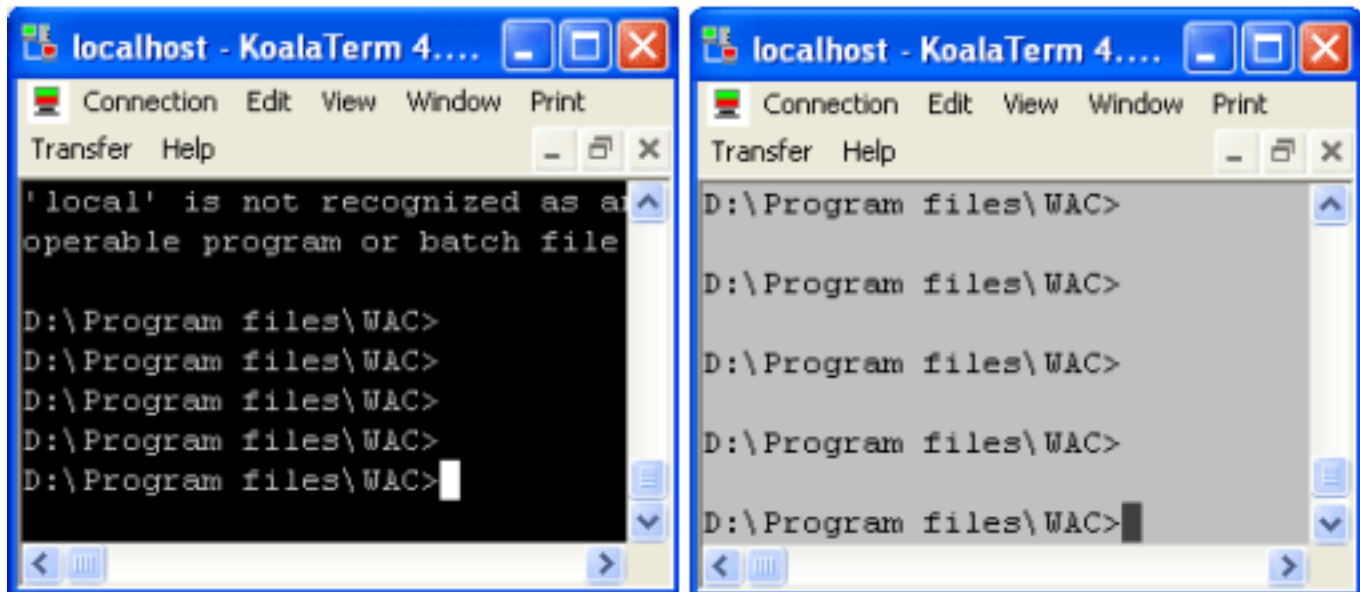 localhost - KoalaTerm 4....
Connection Edit View Window Print
Transfer Help
'local' is not recognized as a
operable program or batch file
D:\Program files\WAC>
D:\Program files\WAC>
D:\Program files\WAC>
D:\Program files\WAC>
D:\Program files\WAC>
localhost - KoalaTerm 4....
Connection Edit View Window Print
Transfer Help
D:\Program files\WAC>
D:\Program files\WAC>
D:\Program files\WAC>
D:\Program files\WAC>
D:\Program files\WAC>